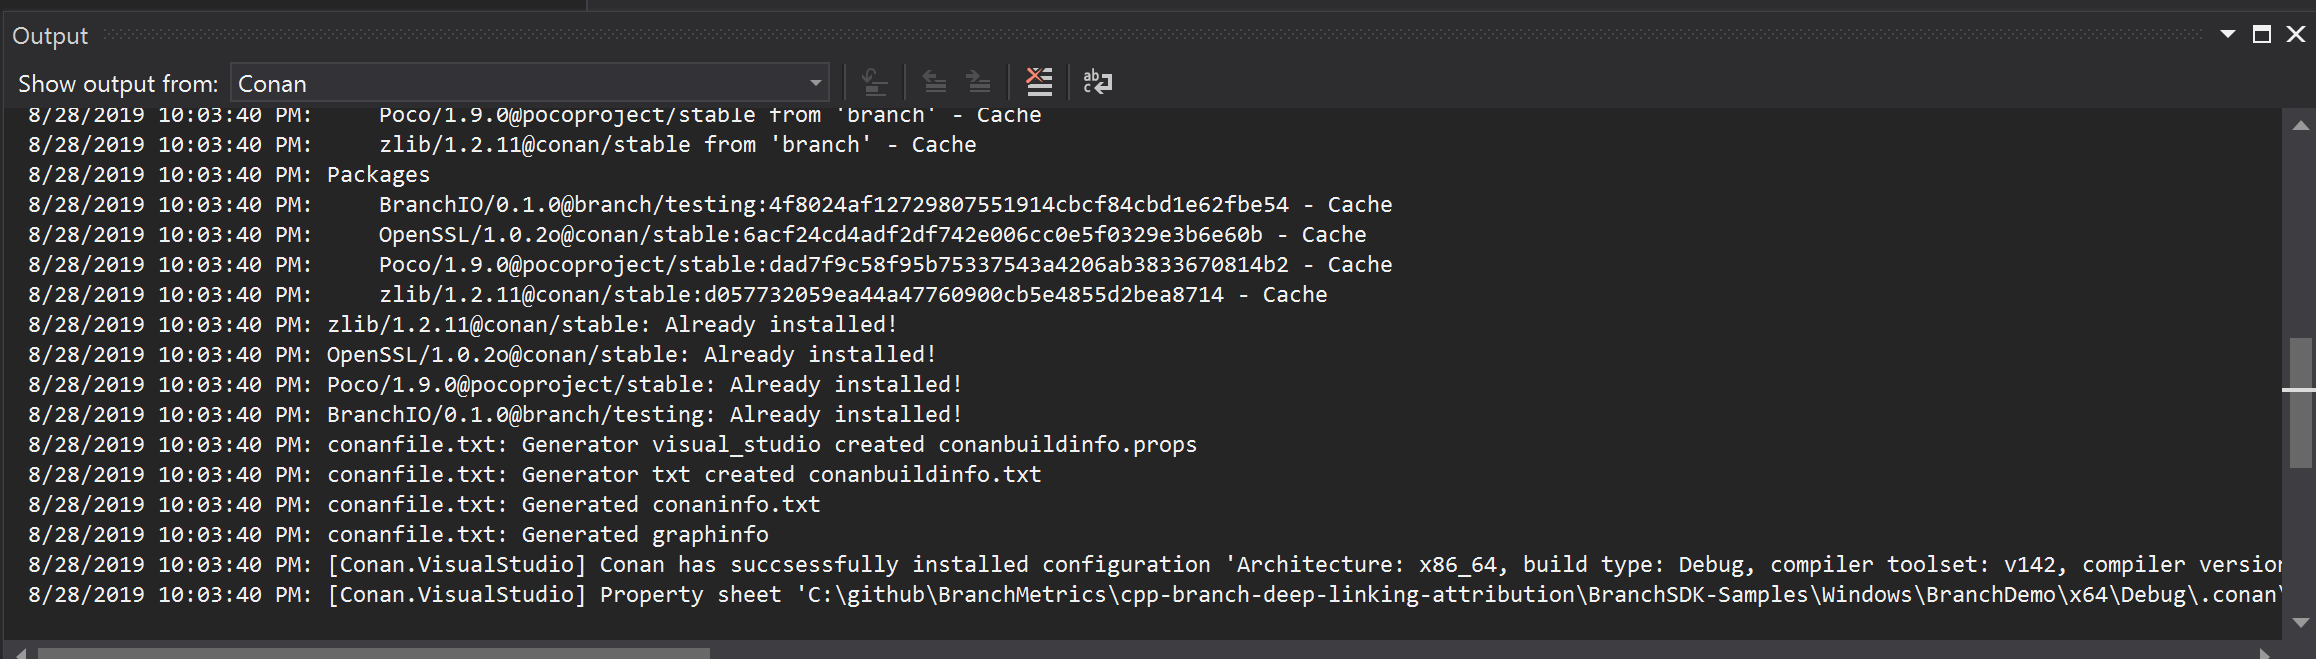 Output
Show output from: Conan
8/28/2019 10:03:40 PM:     Poco/1.9.0@pocoproject/stable from 'branch' - Cache
8/28/2019 10:03:40 PM:     zlib/1.2.11@conan/stable from 'branch' - Cache
8/28/2019 10:03:40 PM: Packages
8/28/2019 10:03:40 PM:     BranchIO/0.1.0@branch/testing:4f8024af12729807551914cbcf84cbd1e62fbe54 - Cache
8/28/2019 10:03:40 PM:     OpenSSL/1.0.2o@conan/stable:6acf24cd4adf2df742e006cc0e5f0329e3b6e60b - Cache
8/28/2019 10:03:40 PM:     Poco/1.9.0@pocoproject/stable:dad7f9c58f95b75337543a4206ab3833670814b2 - Cache
8/28/2019 10:03:40 PM:     zlib/1.2.11@conan/stable:d057732059ea44a47760900cb5e4855d2bea8714 - Cache
8/28/2019 10:03:40 PM: zlib/1.2.11@conan/stable: Already installed!
8/28/2019 10:03:40 PM: OpenSSL/1.0.2o@conan/stable: Already installed!
8/28/2019 10:03:40 PM: Poco/1.9.0@pocoproject/stable: Already installed!
8/28/2019 10:03:40 PM: BranchIO/0.1.0@branch/testing: Already installed!
8/28/2019 10:03:40 PM: conanfile.txt: Generator visual_studio created conanbuildinfo.props
8/28/2019 10:03:40 PM: conanfile.txt: Generator txt created conanbuildinfo.txt
8/28/2019 10:03:40 PM: conanfile.txt: Generated conaninfo.txt
8/28/2019 10:03:40 PM: conanfile.txt: Generated graphinfo
8/28/2019 10:03:40 PM: [Conan.VisualStudio] Conan has succsessfully installed configuration 'Architecture: x86_64, build type: Debug, compiler toolset: v142, compiler version
8/28/2019 10:03:40 PM: [Conan.VisualStudio] Property sheet 'C:\github\BranchMetrics\cpp-branch-deep-linking-attribution\BranchSDK-Samples\Windows\BranchDemo\x64\Debug\.conan\